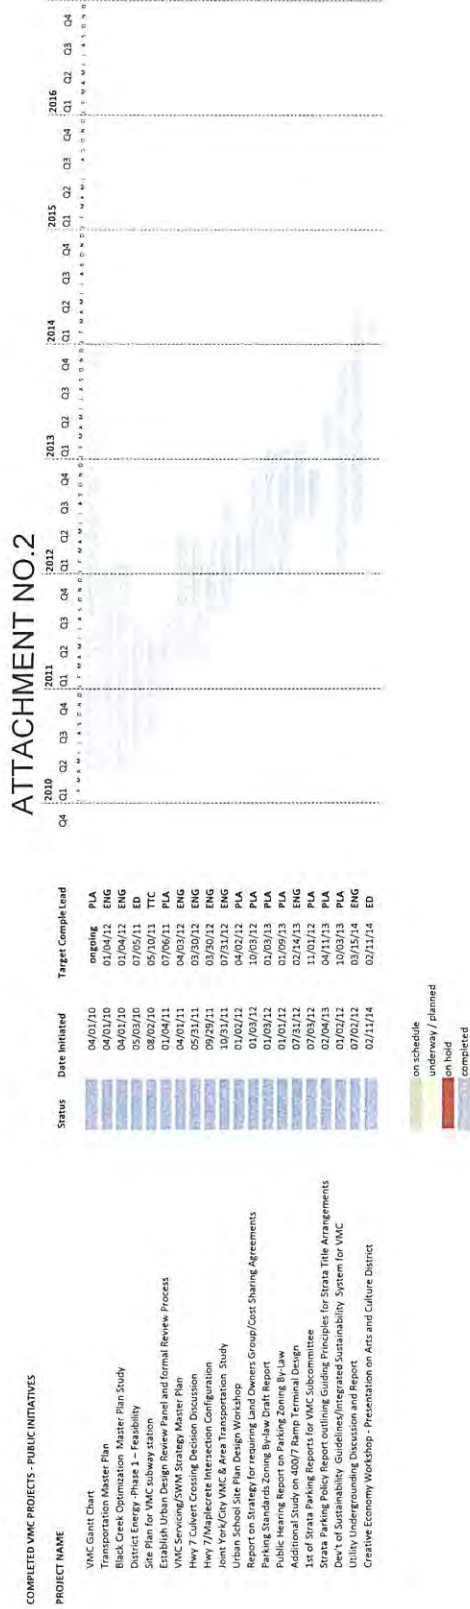 ATTACHMENT NO.2
COMPLETED VMC PROJECTS - PUBLIC INITIATIVES
2010 2011 2012 2013 2014 2015 2016
PROJECT NAME Status Date Initiated Target Comple Lead Q4 Q1 Q2 Q3 Q4 Q1 Q2 Q3 Q4 Q1 Q2 Q3 Q4 Q1 Q2 Q3 Q4 Q1 Q2 Q3 Q4 Q1 Q2 Q3 Q4 Q1 Q2 Q3 Q4
VMC Gantt Chart 04/01/10 ongoing PLA
Transportation Master Plan 04/01/10 01/04/12 ENG
Black Creek Optimization Master Plan Study 04/01/10 01/04/12 ENG
District Energy -Phase 1 – Feasibility 05/03/10 07/05/11 ED
Site Plan for VMC subway station 08/02/10 05/10/11 TTC
Establish Urban Design Review Panel and formal Review Process 01/04/11 07/06/11 PLA
VMC Servicing/SWM Strategy Master Plan 04/01/11 04/03/12 ENG
Hwy 7 Culvert Crossing Decision Discussion 05/31/11 03/30/12 ENG
Hwy 7/Maplecrete Intersection Configuration 09/29/11 03/30/12 ENG
Joint York/City VMC & Area Transportation Study 10/31/11 07/31/12 ENG
Urban School Site Plan Design Workshop 01/02/12 04/02/12 PLA
Report on Strategy for requiring Land Owners Group/Cost Sharing Agreements 01/03/12 10/03/12 PLA
Parking Standards Zoning By-law Draft Report 01/03/12 01/03/13 PLA
Public Hearing Report on Parking Zoning By-Law 01/01/12 01/09/13 PLA
Additional Study on 400/7 Ramp Terminal Design 07/31/12 02/14/13 ENG
1st of Strata Parking Reports for VMC Subcommittee 07/03/12 11/01/12 PLA
Strata Parking Policy Report outlining Guiding Principles for Strata Title Arrangements 02/04/13 04/11/13 PLA
Dev't of Sustainability Guidelines/Integrated Sustainability System for VMC 01/02/12 10/03/13 PLA
Utility Undergrounding Discussion and Report 07/02/12 03/15/14 ENG
Creative Economy Workshop - Presentation on Arts and Culture District 02/11/14 02/11/14 ED
on schedule
underway / planned
on hold
completed